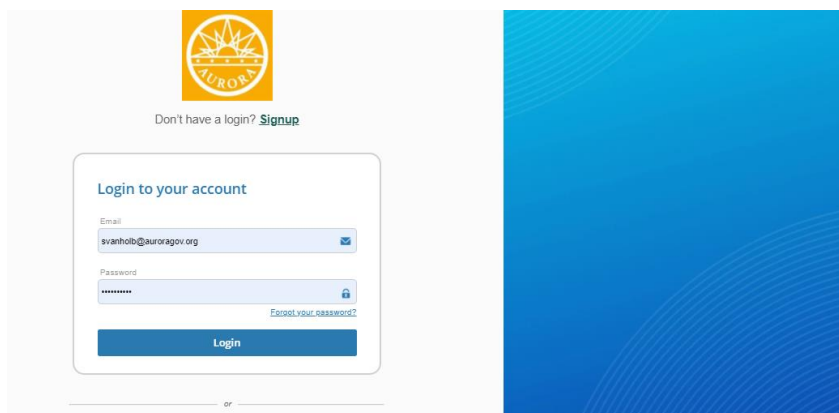 AURORA
Don't have a login? Signup
Login to your account
Email
svanholb@auroragov.org
Password
••••••••••
Forgot your password?
Login
or